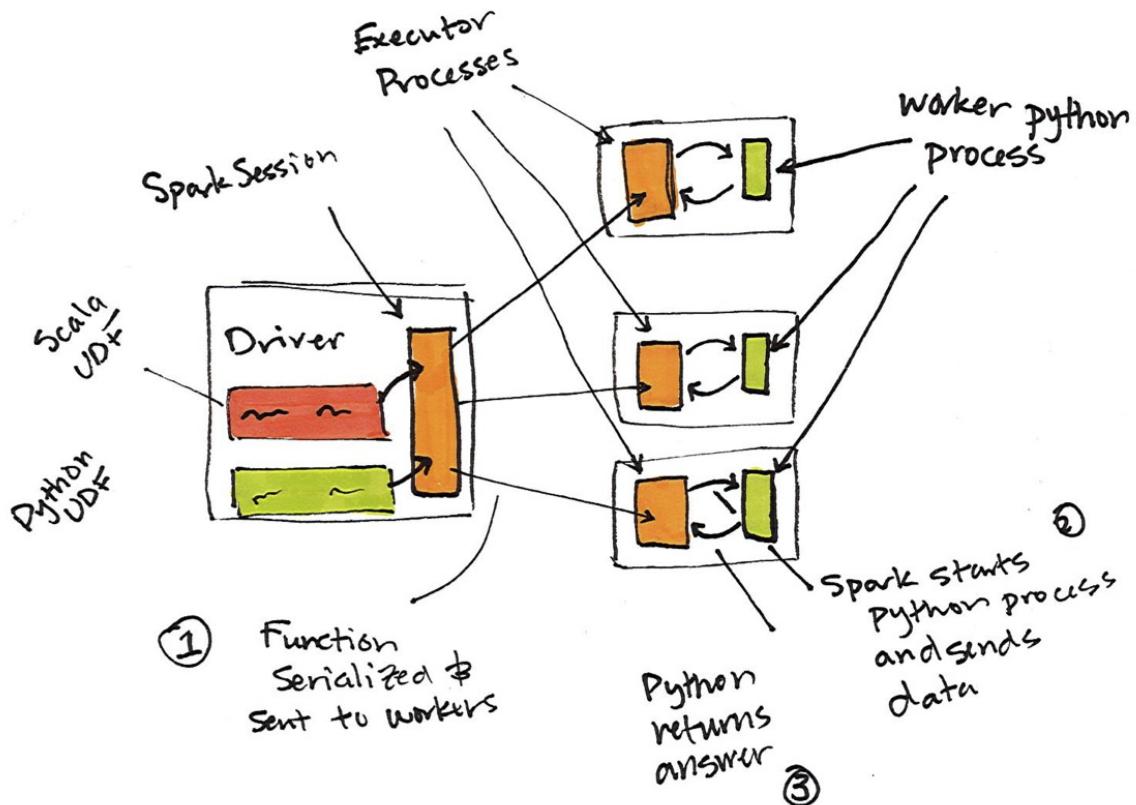 Executor
Processes
worker python
process
SparkSession
Scala
UDF
Driver
Python
UDF
①
Function
Serialized &
sent to workers
②
Spark starts
python process
and sends
data
Python
returns
answer
③